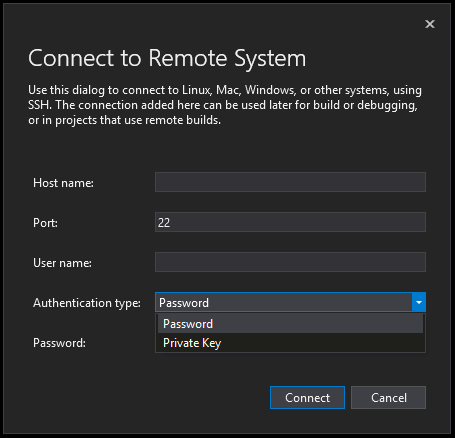 Connect to Remote System
Use this dialog to connect to Linux, Mac, Windows, or other systems, using
SSH. The connection added here can be used later for build or debugging,
or in projects that use remote builds.
Host name:
Port: 22
User name:
Authentication type: Password
Password
Private Key
Password:
Connect Cancel